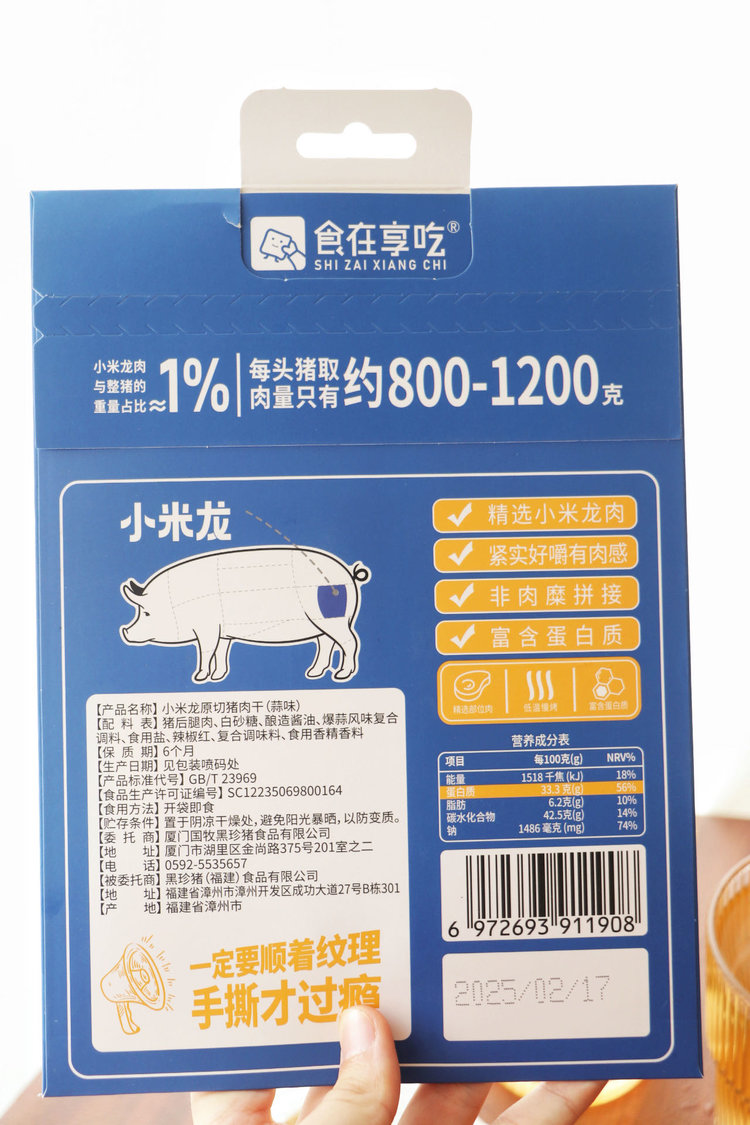 食在享吃®
SHI ZAI XIANG CHI
小米龙肉
与整猪的
重量占比≈1%
每头猪取
肉量只有约800-1200克
小米龙
精选小米龙肉
紧实好嚼有肉感
非肉糜拼接
富含蛋白质
精选部位肉 低温慢烤 富含蛋白质
【产品名称】小米龙原切猪肉干(蒜味)
【配 料 表】猪后腿肉、白砂糖、酿造酱油、爆蒜风味复合
调料、食用盐、辣椒红、复合调味料、食用香精香料
【保 质 期】6个月
【生产日期】见包装喷码处
【产品标准代号】GB/T 23969
【食品生产许可证编号】SC12235069800164
【食用方法】开袋即食
【贮存条件】置于阴凉干燥处,避免阳光暴晒,以防变质。
【委 托 商】厦门国牧黑珍猪食品有限公司
【地 址】厦门市湖里区金尚路375号201室之二
【电 话】0592-5535657
【被委托商】黑珍猪(福建)食品有限公司
【地 址】福建省漳州市漳州开发区成功大道27号B栋301
【产 地】福建省漳州市
一定要顺着纹理
手撕才过瘾
营养成分表
项目 每100克(g) NRV%
能量 1518 千焦(kJ) 18%
蛋白质 33.3 克(g) 56%
脂肪 6.2克(g) 10%
碳水化合物 42.5克(g) 14%
钠 1486 毫克(mg) 74%
6 972693 911908
2025/02/17